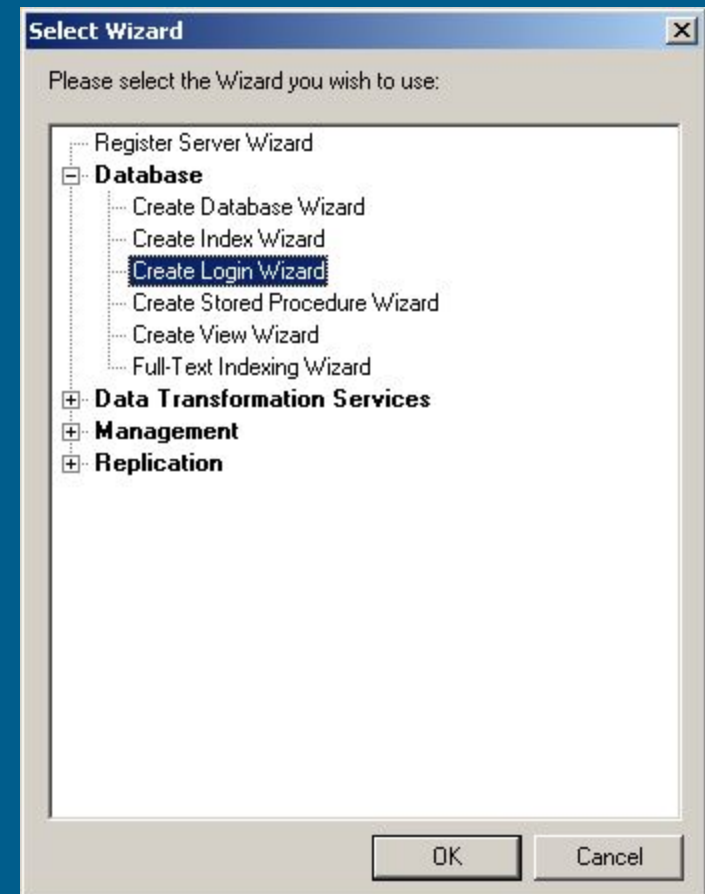 Select Wizard
Please select the Wizard you wish to use:
Register Server Wizard
Database
Create Database Wizard
Create Index Wizard
Create Login Wizard
Create Stored Procedure Wizard
Create View Wizard
Full-Text Indexing Wizard
Data Transformation Services
Management
Replication
OK Cancel